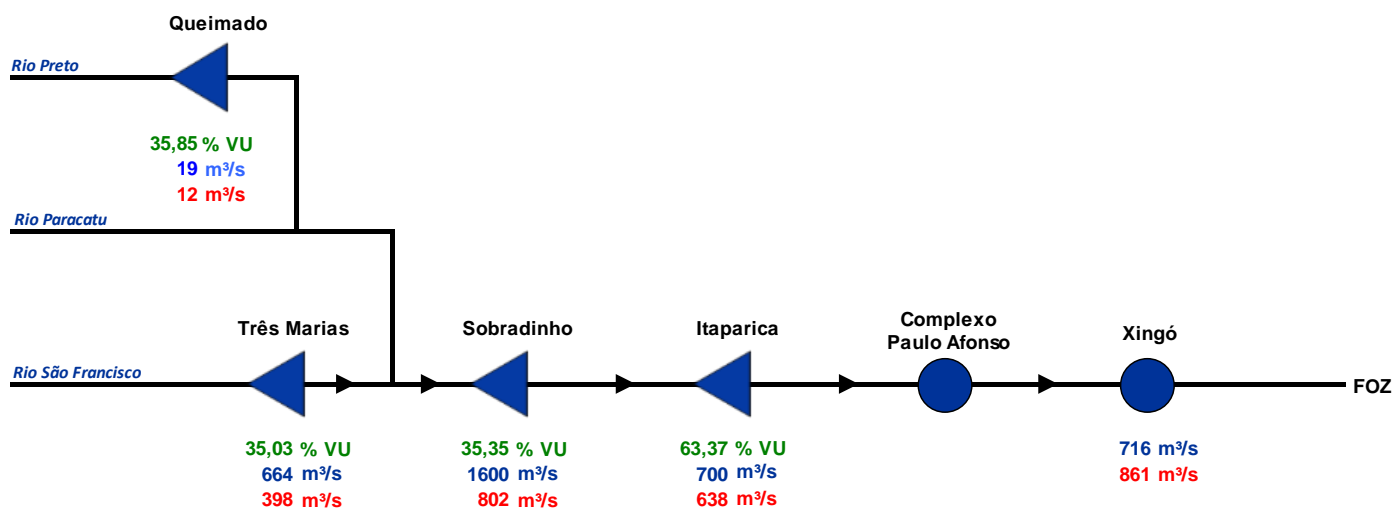 Queimado
Rio Preto
35,85 % VU
19 m³/s
12 m³/s
Rio Paracatu
Três Marias
Sobradinho
Itaparica
Complexo
Paulo Afonso
Xingó
Rio São Francisco
FOZ
35,03 % VU
664 m³/s
398 m³/s
35,35 % VU
1600 m³/s
802 m³/s
63,37 % VU
700 m³/s
638 m³/s
716 m³/s
861 m³/s